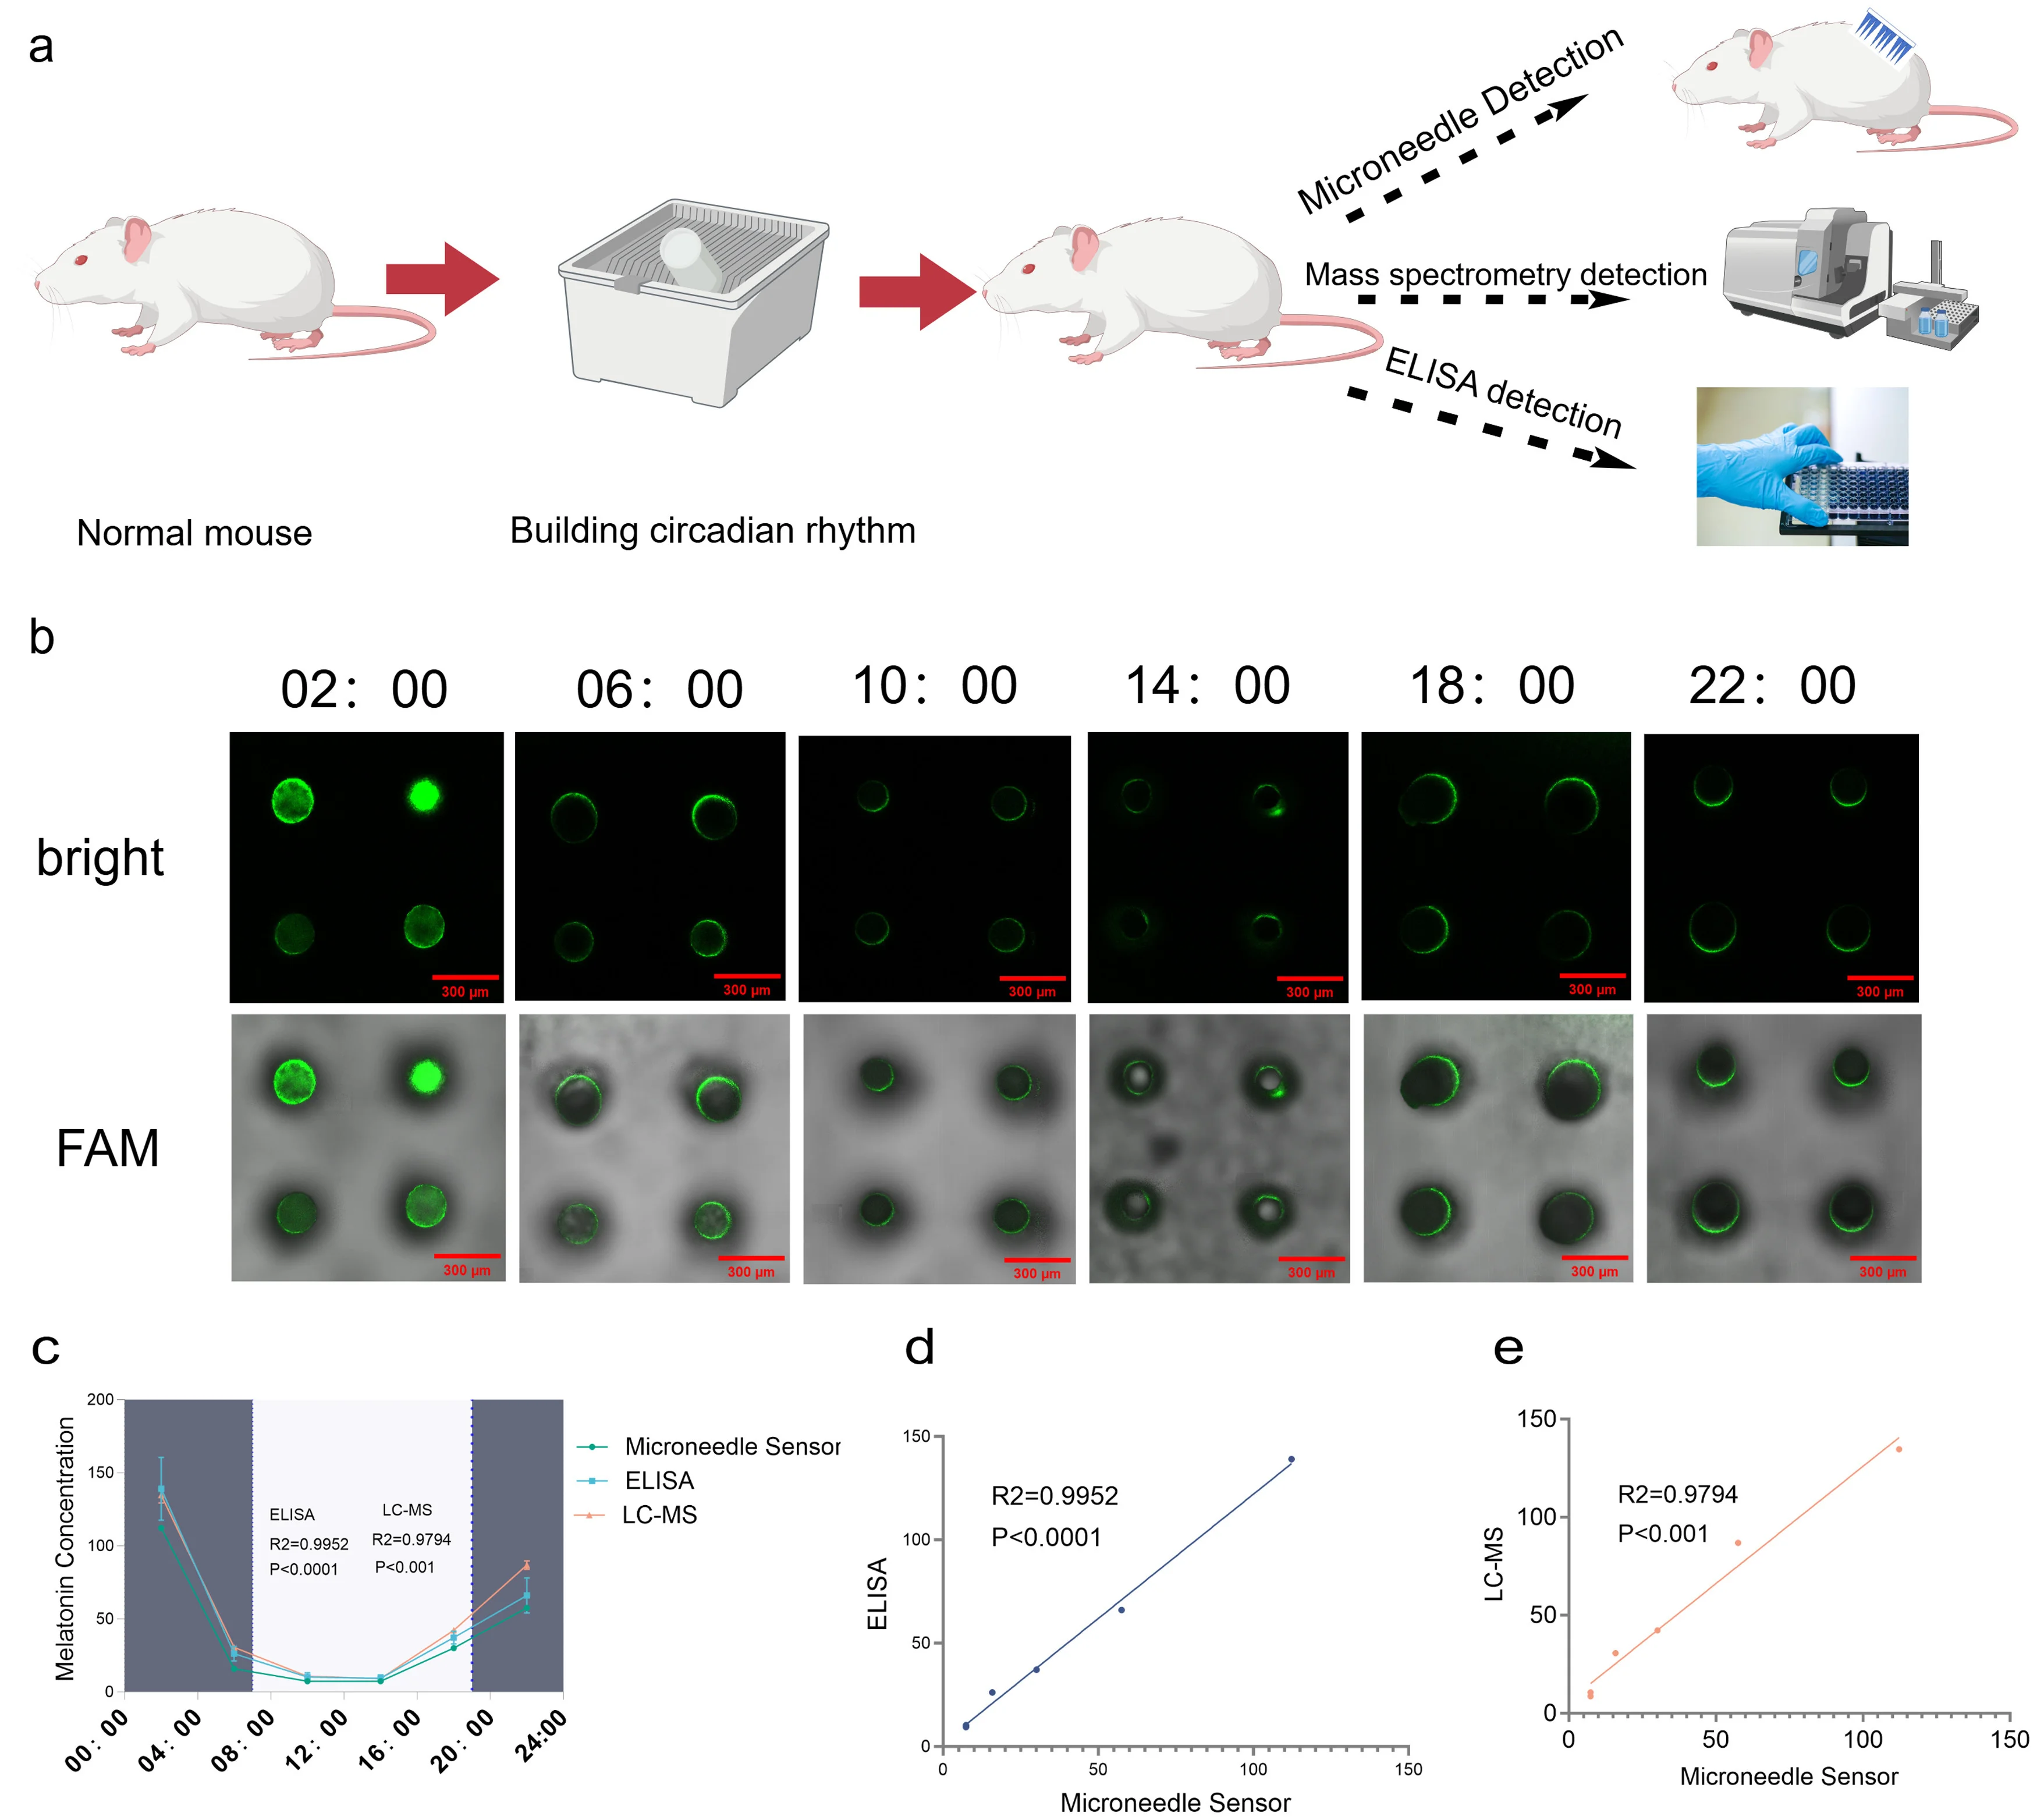 a
Microneedle Detection
Mass spectrometry detection
ELISA detection
Normal mouse
Building circadian rhythm
b
02： 00
06： 00
10： 00
14： 00
18： 00
22： 00
bright
300 μm
300 μm
300 μm
300 μm
300 μm
300 μm
FAM
300 μm
300 μm
300 μm
300 μm
300 μm
300 μm
c
Melatonin Concentration
200
150
100
50
0
ELISA
R2=0.9952
P<0.0001
LC-MS
R2=0.9794
P<0.001
00：00
04：00
08：00
12：00
16：00
20：00
24:00
Microneedle Sensor
ELISA
LC-MS
d
ELISA
150
100
50
0
R2=0.9952
P<0.0001
0
50
100
150
Microneedle Sensor
e
LC-MS
150
100
50
0
R2=0.9794
P<0.001
0
50
100
150
Microneedle Sensor